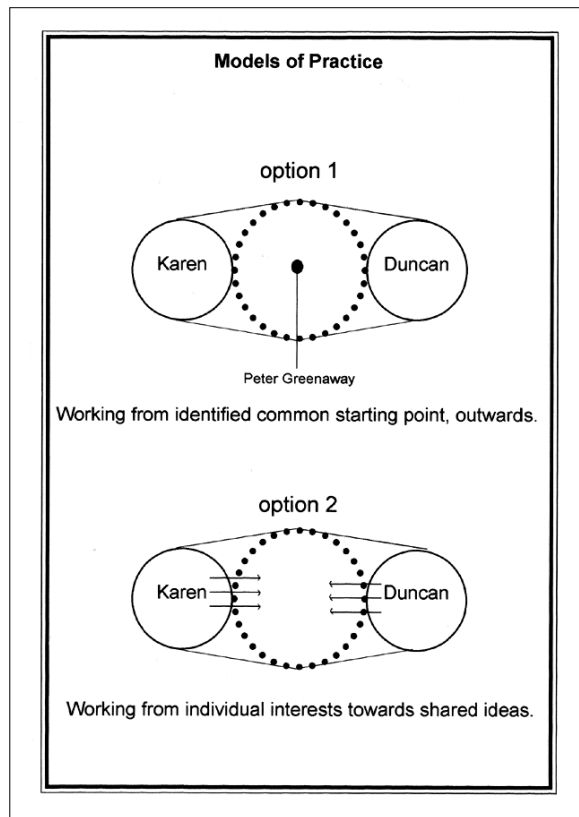 Models of Practice
option 1
Karen
Duncan
Peter Greenaway
Working from identified common starting point, outwards.
option 2
Karen
Duncan
Working from individual interests towards shared ideas.